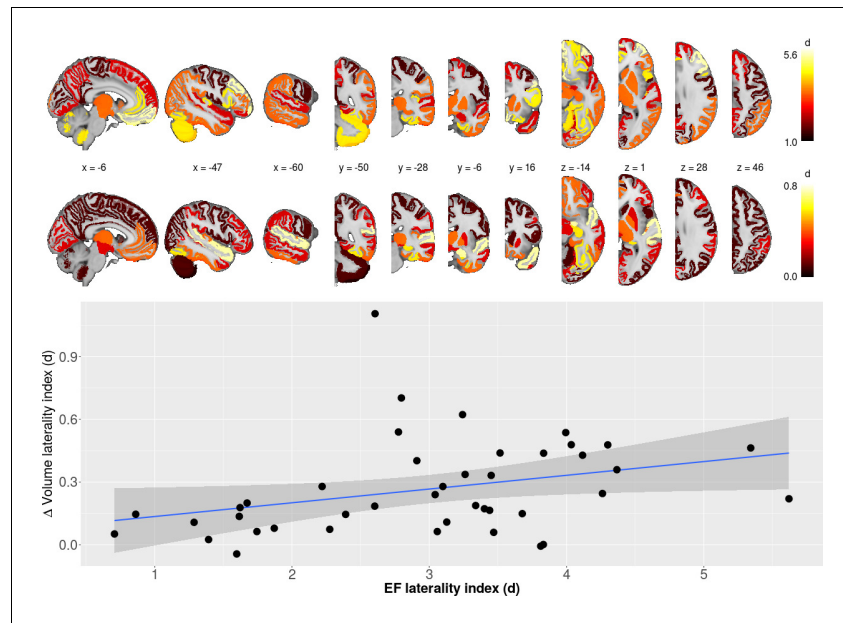 d
5.6
1.0
x = -6 x = -47 x = -60 y = -50 y = -28 y = -6 y = 16 z = -14 z = 1 z = 28 z = 46
d
0.8
0.0
Δ Volume laterality index (d)
0.9
0.6
0.3
0.0
1 2 3 4 5
EF laterality index (d)